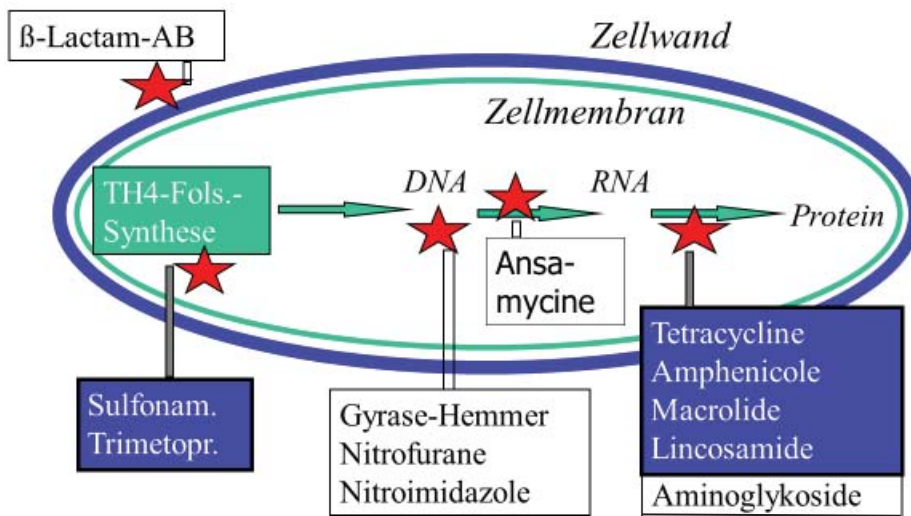 ß-Lactam-AB
Zellwand
Zellmembran
TH4-Fols.-
Synthese
DNA
RNA
Protein
Ansa-
mycine
Sulfonam.
Trimetopr.
Gyrase-Hemmer
Nitrofurane
Nitroimidazole
Tetracycline
Amphenicole
Macrolide
Lincosamide
Aminoglykoside